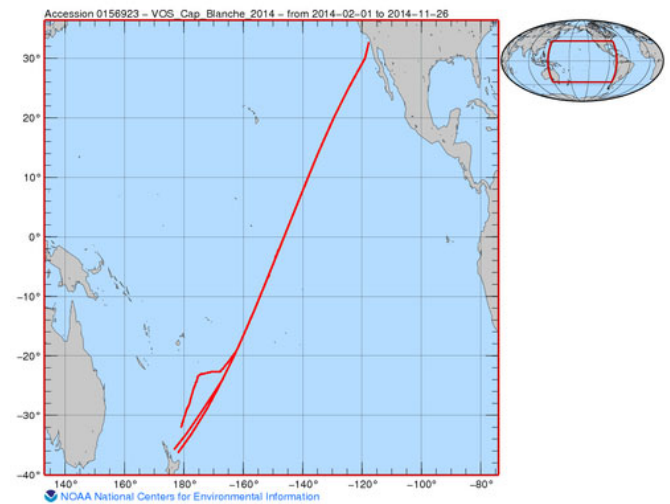 Accession 0156923 – VOS_Cap_Blanche_2014 – from 2014-02-01 to 2014-11-26
30°
20°
10°
0°
−10°
−20°
−30°
−40°
140° 160° 180° −160° −140° −120° −100° −80°
NOAA National Centers for Environmental Information